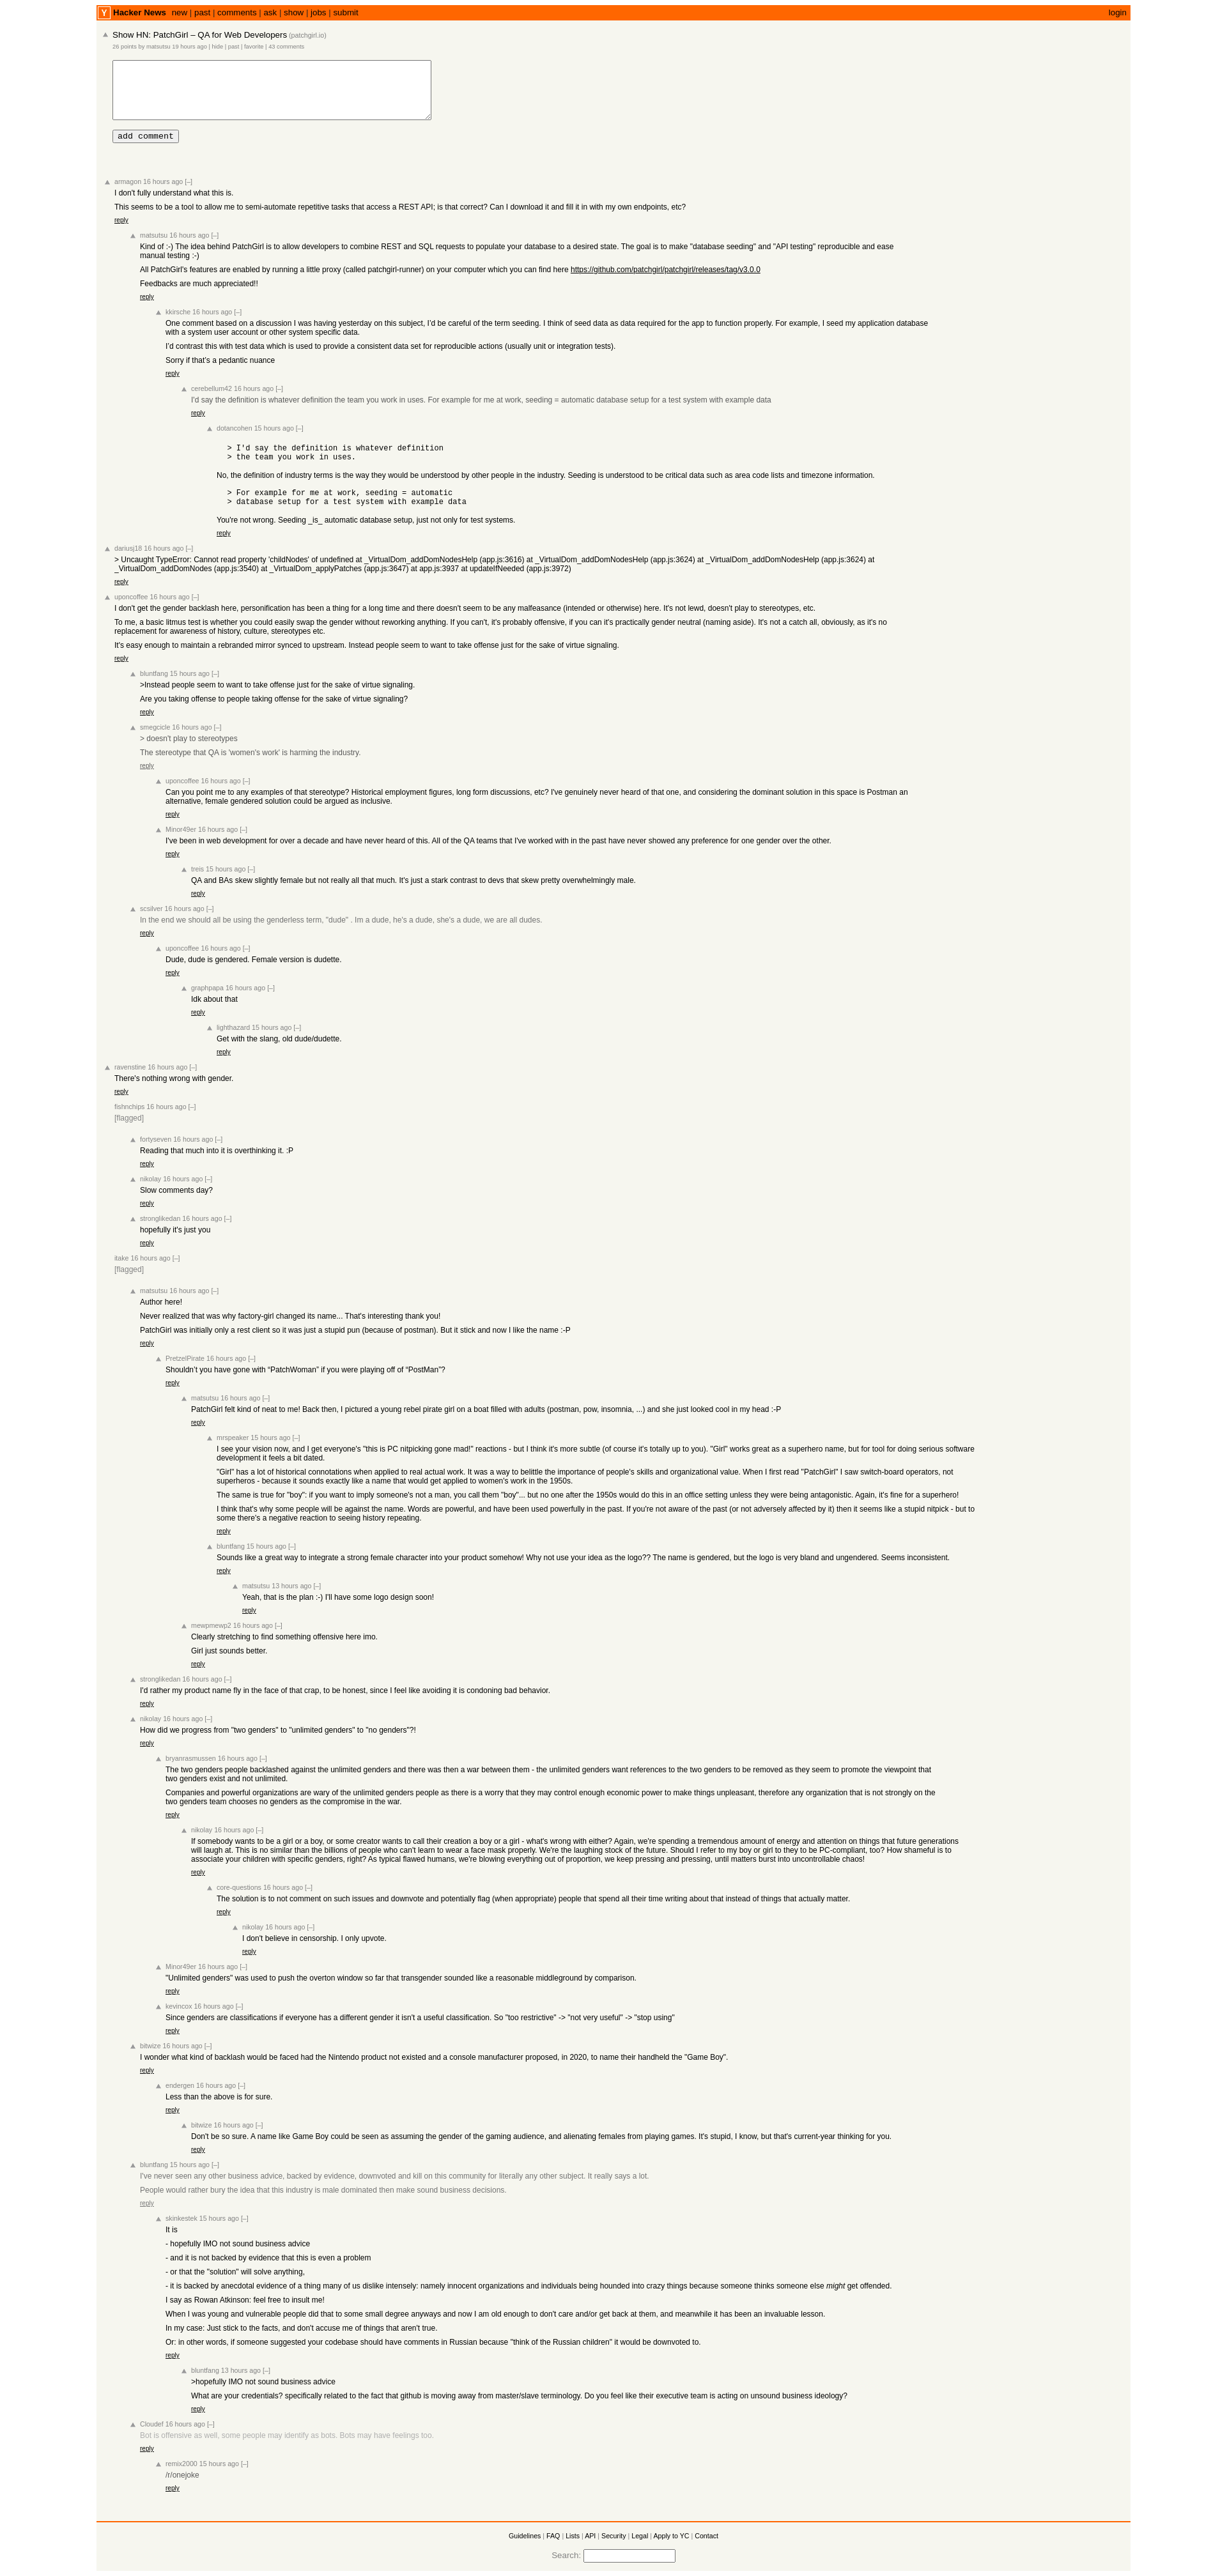 Y Hacker News new | past | comments | ask | show | jobs | submit login
Show HN: PatchGirl – QA for Web Developers (patchgirl.io)
26 points by matsutsu 19 hours ago | hide | past | favorite | 43 comments
add comment
armagon 16 hours ago [–]
I don't fully understand what this is.
This seems to be a tool to allow me to semi-automate repetitive tasks that access a REST API; is that correct? Can I download it and fill it in with my own endpoints, etc?
reply
matsutsu 16 hours ago [–]
Kind of :-) The idea behind PatchGirl is to allow developers to combine REST and SQL requests to populate your database to a desired state. The goal is to make "database seeding" and "API testing" reproducible and ease
manual testing :-)
All PatchGirl's features are enabled by running a little proxy (called patchgirl-runner) on your computer which you can find here https://github.com/patchgirl/patchgirl/releases/tag/v3.0.0
Feedbacks are much appreciated!!
reply
kkirsche 16 hours ago [–]
One comment based on a discussion I was having yesterday on this subject, I'd be careful of the term seeding. I think of seed data as data required for the app to function properly. For example, I seed my application database
with a system user account or other system specific data.
I'd contrast this with test data which is used to provide a consistent data set for reproducible actions (usually unit or integration tests).
Sorry if that's a pedantic nuance
reply
cerebellum42 16 hours ago [–]
I'd say the definition is whatever definition the team you work in uses. For example for me at work, seeding = automatic database setup for a test system with example data
reply
dotancohen 15 hours ago [–]
> I'd say the definition is whatever definition
> the team you work in uses.
No, the definition of industry terms is the way they would be understood by other people in the industry. Seeding is understood to be critical data such as area code lists and timezone information.
> For example for me at work, seeding = automatic
> database setup for a test system with example data
You're not wrong. Seeding _is_ automatic database setup, just not only for test systems.
reply
dariusj18 16 hours ago [–]
> Uncaught TypeError: Cannot read property 'childNodes' of undefined at _VirtualDom_addDomNodesHelp (app.js:3616) at _VirtualDom_addDomNodesHelp (app.js:3624) at _VirtualDom_addDomNodesHelp (app.js:3624) at
_VirtualDom_addDomNodes (app.js:3540) at _VirtualDom_applyPatches (app.js:3647) at app.js:3937 at updateIfNeeded (app.js:3972)
reply
uponcoffee 16 hours ago [–]
I don't get the gender backlash here, personification has been a thing for a long time and there doesn't seem to be any malfeasance (intended or otherwise) here. It's not lewd, doesn't play to stereotypes, etc.
To me, a basic litmus test is whether you could easily swap the gender without reworking anything. If you can't, it's probably offensive, if you can it's practically gender neutral (naming aside). It's not a catch all, obviously, as it's no
replacement for awareness of history, culture, stereotypes etc.
It's easy enough to maintain a rebranded mirror synced to upstream. Instead people seem to want to take offense just for the sake of virtue signaling.
reply
bluntfang 15 hours ago [–]
>Instead people seem to want to take offense just for the sake of virtue signaling.
Are you taking offense to people taking offense for the sake of virtue signaling?
reply
smegcicle 16 hours ago [–]
> doesn't play to stereotypes
The stereotype that QA is 'women's work' is harming the industry.
reply
uponcoffee 16 hours ago [–]
Can you point me to any examples of that stereotype? Historical employment figures, long form discussions, etc? I've genuinely never heard of that one, and considering the dominant solution in this space is Postman an
alternative, female gendered solution could be argued as inclusive.
reply
Minor49er 16 hours ago [–]
I've been in web development for over a decade and have never heard of this. All of the QA teams that I've worked with in the past have never showed any preference for one gender over the other.
reply
treis 15 hours ago [–]
QA and BAs skew slightly female but not really all that much. It's just a stark contrast to devs that skew pretty overwhelmingly male.
reply
scsilver 16 hours ago [–]
In the end we should all be using the genderless term, "dude" . Im a dude, he's a dude, she's a dude, we are all dudes.
reply
uponcoffee 16 hours ago [–]
Dude, dude is gendered. Female version is dudette.
reply
graphpapa 16 hours ago [–]
Idk about that
reply
lighthazard 15 hours ago [–]
Get with the slang, old dude/dudette.
reply
ravenstine 16 hours ago [–]
There's nothing wrong with gender.
reply
fishnchips 16 hours ago [–]
[flagged]
fortyseven 16 hours ago [–]
Reading that much into it is overthinking it. :P
reply
nikolay 16 hours ago [–]
Slow comments day?
reply
stronglikedan 16 hours ago [–]
hopefully it's just you
reply
itake 16 hours ago [–]
[flagged]
matsutsu 16 hours ago [–]
Author here!
Never realized that was why factory-girl changed its name... That's interesting thank you!
PatchGirl was initially only a rest client so it was just a stupid pun (because of postman). But it stick and now I like the name :-P
reply
PretzelPirate 16 hours ago [–]
Shouldn't you have gone with “PatchWoman” if you were playing off of “PostMan”?
reply
matsutsu 16 hours ago [–]
PatchGirl felt kind of neat to me! Back then, I pictured a young rebel pirate girl on a boat filled with adults (postman, pow, insomnia, ...) and she just looked cool in my head :-P
reply
mrspeaker 15 hours ago [–]
I see your vision now, and I get everyone's "this is PC nitpicking gone mad!" reactions - but I think it's more subtle (of course it's totally up to you). "Girl" works great as a superhero name, but for tool for doing serious software
development it feels a bit dated.
"Girl" has a lot of historical connotations when applied to real actual work. It was a way to belittle the importance of people's skills and organizational value. When I first read "PatchGirl" I saw switch-board operators, not
superheros - because it sounds exactly like a name that would get applied to women's work in the 1950s.
The same is true for "boy": if you want to imply someone's not a man, you call them "boy"... but no one after the 1950s would do this in an office setting unless they were being antagonistic. Again, it's fine for a superhero!
I think that's why some people will be against the name. Words are powerful, and have been used powerfully in the past. If you're not aware of the past (or not adversely affected by it) then it seems like a stupid nitpick - but to
some there's a negative reaction to seeing history repeating.
reply
bluntfang 15 hours ago [–]
Sounds like a great way to integrate a strong female character into your product somehow! Why not use your idea as the logo?? The name is gendered, but the logo is very bland and ungendered. Seems inconsistent.
reply
matsutsu 13 hours ago [–]
Yeah, that is the plan :-) I'll have some logo design soon!
reply
mewpmewp2 16 hours ago [–]
Clearly stretching to find something offensive here imo.
Girl just sounds better.
reply
stronglikedan 16 hours ago [–]
I'd rather my product name fly in the face of that crap, to be honest, since I feel like avoiding it is condoning bad behavior.
reply
nikolay 16 hours ago [–]
How did we progress from "two genders" to "unlimited genders" to "no genders"?!
reply
bryanrasmussen 16 hours ago [–]
The two genders people backlashed against the unlimited genders and there was then a war between them - the unlimited genders want references to the two genders to be removed as they seem to promote the viewpoint that
two genders exist and not unlimited.
Companies and powerful organizations are wary of the unlimited genders people as there is a worry that they may control enough economic power to make things unpleasant, therefore any organization that is not strongly on the
two genders team chooses no genders as the compromise in the war.
reply
nikolay 16 hours ago [–]
If somebody wants to be a girl or a boy, or some creator wants to call their creation a boy or a girl - what's wrong with either? Again, we're spending a tremendous amount of energy and attention on things that future generations
will laugh at. This is no similar than the billions of people who can't learn to wear a face mask properly. We're the laughing stock of the future. Should I refer to my boy or girl to they to be PC-compliant, too? How shameful is to
associate your children with specific genders, right? As typical flawed humans, we're blowing everything out of proportion, we keep pressing and pressing, until matters burst into uncontrollable chaos!
reply
core-questions 16 hours ago [–]
The solution is to not comment on such issues and downvote and potentially flag (when appropriate) people that spend all their time writing about that instead of things that actually matter.
reply
nikolay 16 hours ago [–]
I don't believe in censorship. I only upvote.
reply
Minor49er 16 hours ago [–]
"Unlimited genders" was used to push the overton window so far that transgender sounded like a reasonable middleground by comparison.
reply
kevincox 16 hours ago [–]
Since genders are classifications if everyone has a different gender it isn't a useful classification. So "too restrictive" -> "not very useful" -> "stop using"
reply
bitwize 16 hours ago [–]
I wonder what kind of backlash would be faced had the Nintendo product not existed and a console manufacturer proposed, in 2020, to name their handheld the "Game Boy".
reply
endergen 16 hours ago [–]
Less than the above is for sure.
reply
bitwize 16 hours ago [–]
Don't be so sure. A name like Game Boy could be seen as assuming the gender of the gaming audience, and alienating females from playing games. It's stupid, I know, but that's current-year thinking for you.
reply
bluntfang 15 hours ago [–]
I've never seen any other business advice, backed by evidence, downvoted and kill on this community for literally any other subject. It really says a lot.
People would rather bury the idea that this industry is male dominated then make sound business decisions.
reply
skinkestek 15 hours ago [–]
It is
- hopefully IMO not sound business advice
- and it is not backed by evidence that this is even a problem
- or that the "solution" will solve anything,
- it is backed by anecdotal evidence of a thing many of us dislike intensely: namely innocent organizations and individuals being hounded into crazy things because someone thinks someone else might get offended.
I say as Rowan Atkinson: feel free to insult me!
When I was young and vulnerable people did that to some small degree anyways and now I am old enough to don't care and/or get back at them, and meanwhile it has been an invaluable lesson.
In my case: Just stick to the facts, and don't accuse me of things that aren't true.
Or: in other words, if someone suggested your codebase should have comments in Russian because "think of the Russian children" it would be downvoted to.
reply
bluntfang 13 hours ago [–]
>hopefully IMO not sound business advice
What are your credentials? specifically related to the fact that github is moving away from master/slave terminology. Do you feel like their executive team is acting on unsound business ideology?
reply
Cloudef 16 hours ago [–]
Bot is offensive as well, some people may identify as bots. Bots may have feelings too.
reply
remix2000 15 hours ago [–]
/r/onejoke
reply
Guidelines | FAQ | Lists | API | Security | Legal | Apply to YC | Contact
Search: